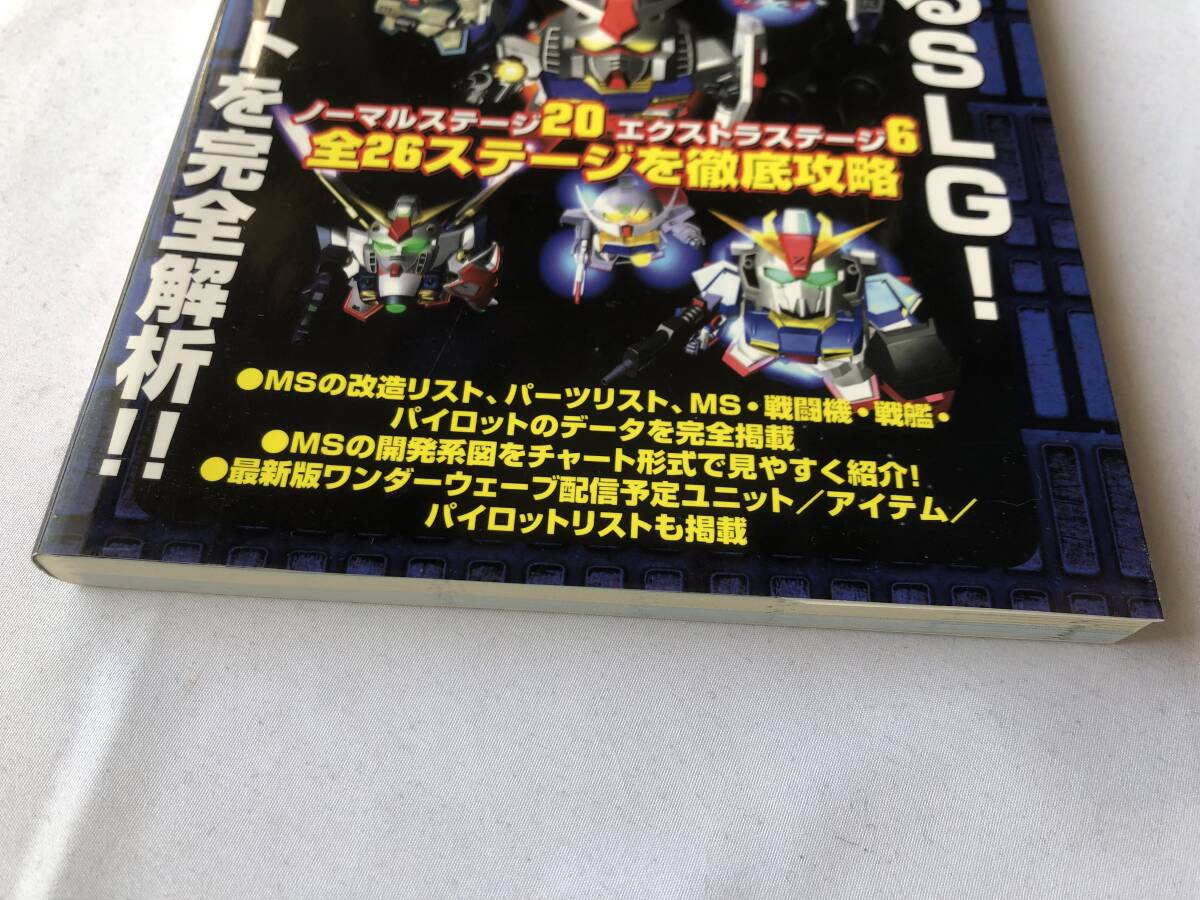 るSLG!
トを完全解析!!
ノーマルステージ20 エクストラステージ6
全26ステージを徹底攻略
Z
●MSの改造リスト、パーツリスト、MS・戦闘機・戦艦・
パイロットのデータを完全掲載
●MSの開発系図をチャート形式で見やすく紹介!
●最新版ワンダーウェーブ配信予定ユニット／アイテム／
パイロットリストも掲載